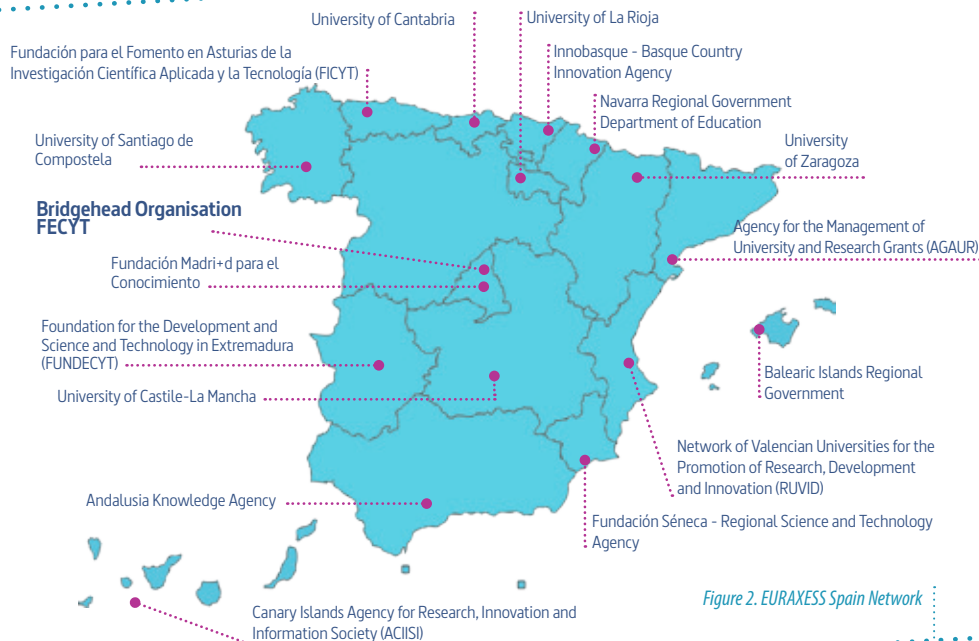 University of Cantabria
University of La Rioja
Fundación para el Fomento en Asturias de la
Investigación Científica Aplicada y la Tecnología (FICYT)
Innobasque - Basque Country
Innovation Agency
Navarra Regional Government
Department of Education
University of Santiago de
Compostela
University
of Zaragoza
Bridgehead Organisation
FECYT
Agency for the Management of
University and Research Grants (AGAUR)
Fundación Madri+d para el
Conocimiento
Foundation for the Development and
Science and Technology in Extremadura
(FUNDECYT)
Balearic Islands Regional
Government
University of Castile-La Mancha
Network of Valencian Universities for the
Promotion of Research, Development
and Innovation (RUVID)
Andalusia Knowledge Agency
Fundación Séneca - Regional Science and Technology
Agency
Canary Islands Agency for Research, Innovation and
Information Society (ACIISI)
Figure 2. EURAXESS Spain Network